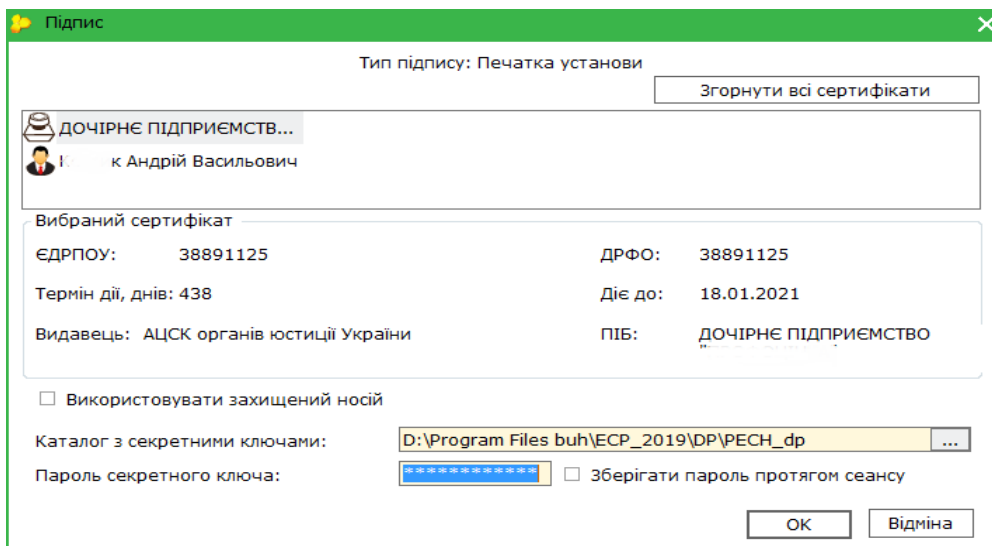 Підпис
Тип підпису: Печатка установи
Згорнути всі сертифікати
ДОЧІРНЄ ПІДПРИЄМСТВ...
к Андрій Васильович
Вибраний сертифікат
ЄДРПОУ: 38891125 ДРФО: 38891125
Термін дії, днів: 438 Діє до: 18.01.2021
Видавець: АЦСК органів юстиції України ПІБ: ДОЧІРНЄ ПІДПРИЄМСТВО
Використовувати захищений носій
Каталог з секретними ключами: D:\Program Files buh\ECP_2019\DP\PECH_dp ...
Пароль секретного ключа: ************* Зберігати пароль протягом сеансу
ОК Відміна